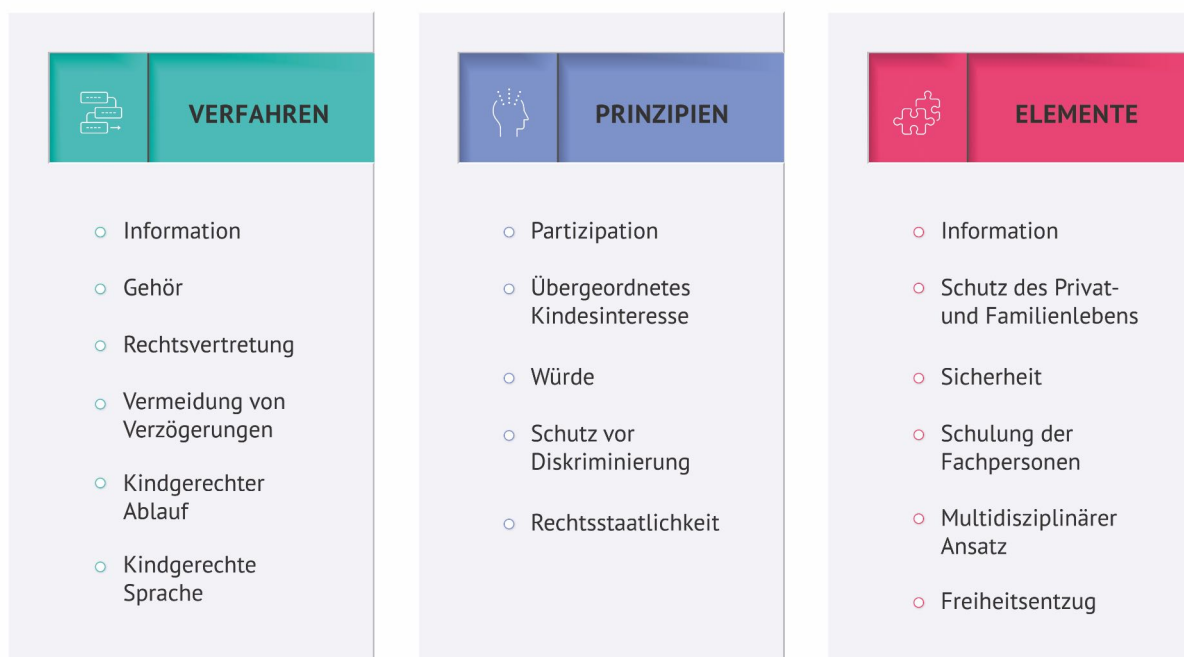 VERFAHREN
Information
Gehör
Rechtsvertretung
Vermeidung von
Verzögerungen
Kindgerechter
Ablauf
Kindgerechte
Sprache
PRINZIPIEN
Partizipation
Übergeordnetes
Kindesinteresse
Würde
Schutz vor
Diskriminierung
Rechtsstaatlichkeit
ELEMENTE
Information
Schutz des Privat-
und Familienlebens
Sicherheit
Schulung der
Fachpersonen
Multidisziplinärer
Ansatz
Freiheitsentzug